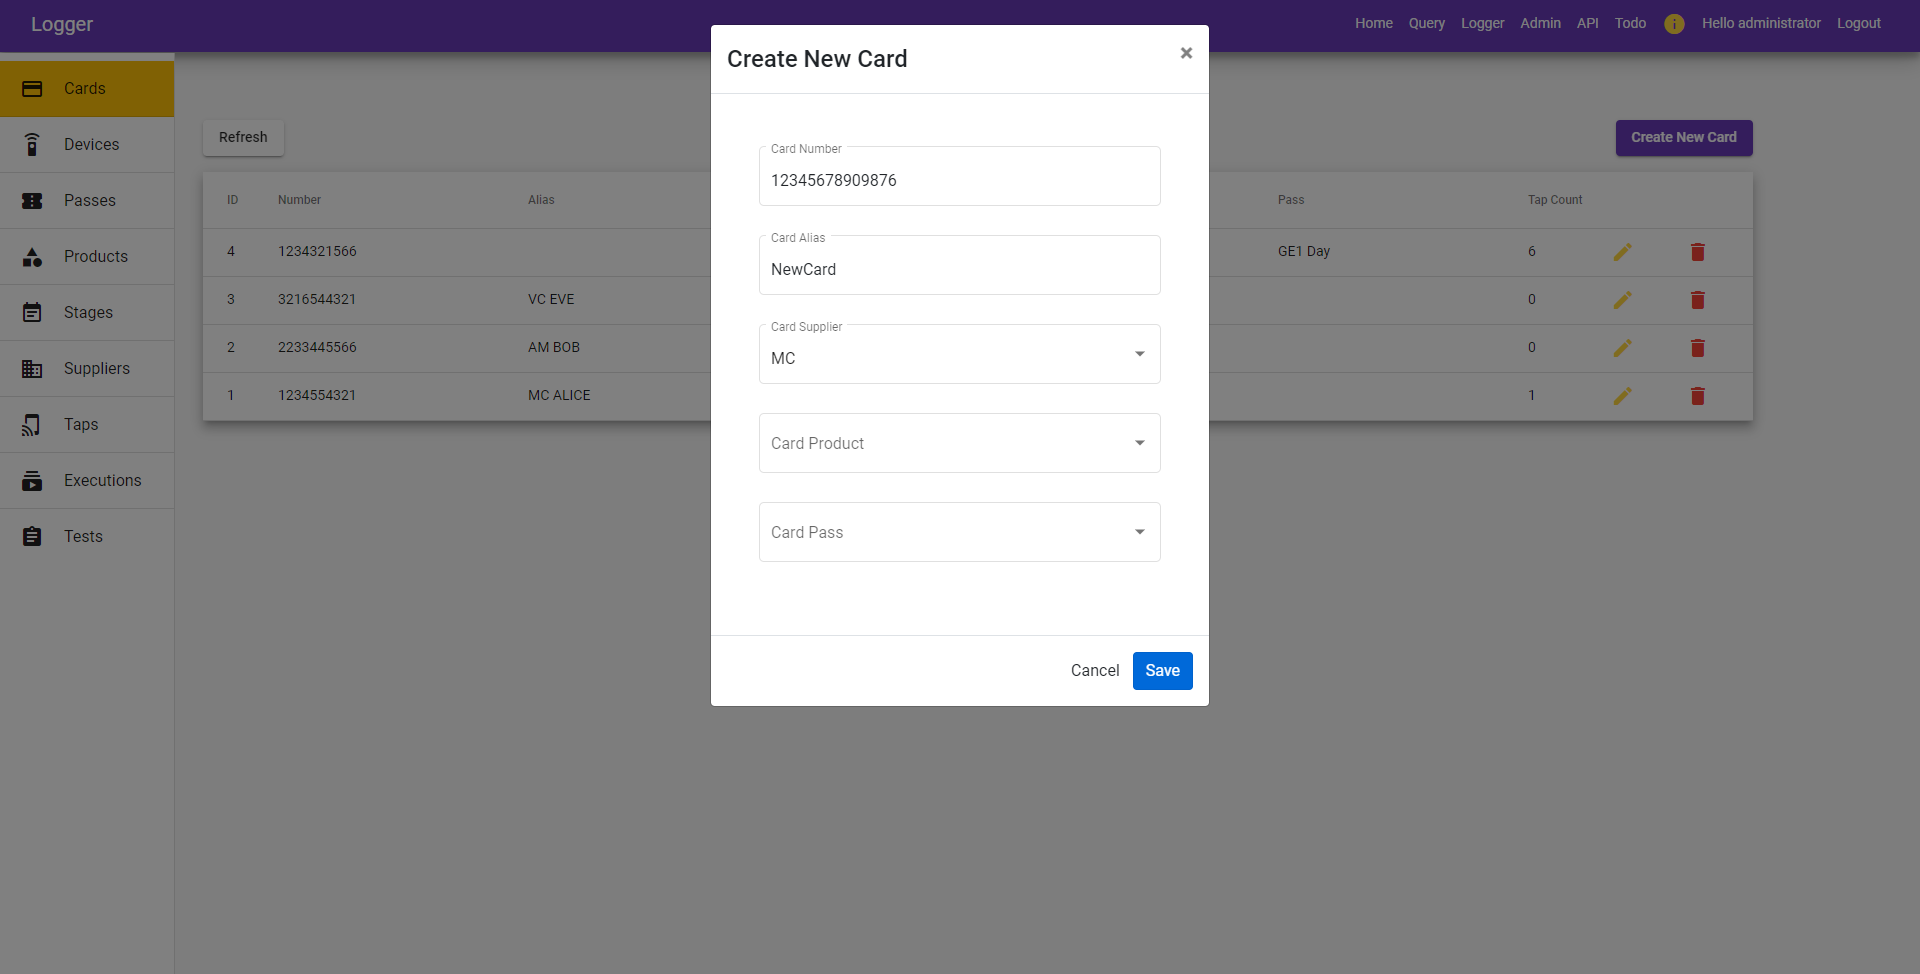 Logger
Home Query Logger Admin API Todo i Hello administrator Logout
Cards
Devices
Passes
Products
Stages
Suppliers
Taps
Executions
Tests
Refresh
Create New Card
ID Number Alias Pass Tap Count
4 1234321566 GE1 Day 6
3 3216544321 VC EVE 0
2 2233445566 AM BOB 0
1 1234554321 MC ALICE 1
Create New Card ×
Card Number
12345678909876
Card Alias
NewCard
Card Supplier
MC
Card Product
Card Pass
Cancel Save